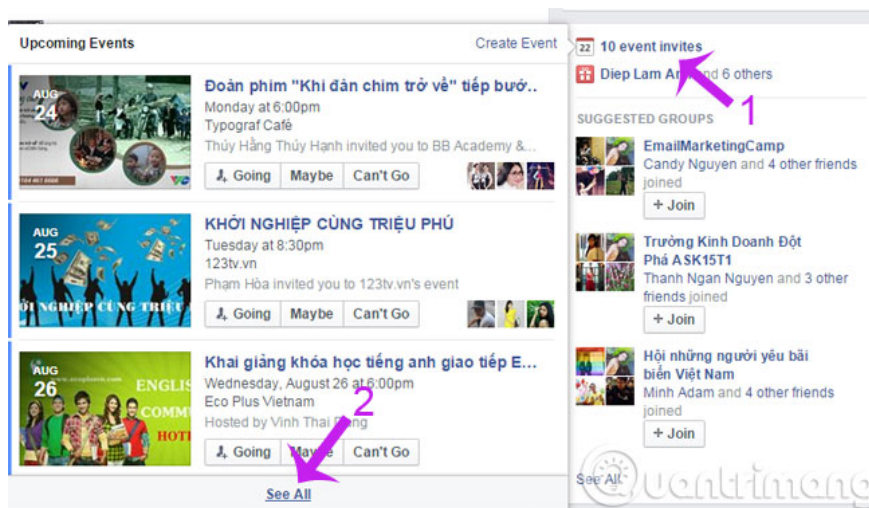 Upcoming Events
Create Event
AUG
24
Đoàn phim "Khi đàn chim trở về" tiếp bướ..
Monday at 6:00pm
Typograf Cafè
Thúy Hằng Thúy Hạnh invited you to BB Academy &...
Going Maybe Can't Go
AUG
25
KHỞI NGHIỆP CÙNG TRIỆU PHÚ
Tuesday at 8:30pm
123tv.vn
Phạm Hòa invited you to 123tv.vn's event
Going Maybe Can't Go
AUG
26
ENGLIS
COMMU
HOT
Khai giảng khóa học tiếng anh giao tiếp E...
Wednesday, August 26 at 6:00pm
Eco Plus Vietnam
Hosted by Vinh Thai
Going Maybe Can't Go
2
See All
22
10 event invites
Diep Lam and 6 others
1
SUGGESTED GROUPS
EmailMarketingCamp
Candy Nguyen and 4 other friends
joined
+ Join
Trường Kinh Doanh Đột
Phá ASK15T1
Thanh Ngan Nguyen and 3 other
friends joined
+ Join
Hội những người yêu bãi
biển Việt Nam
Minh Adam and 4 other friends
joined
+ Join
See All
Quantrimang